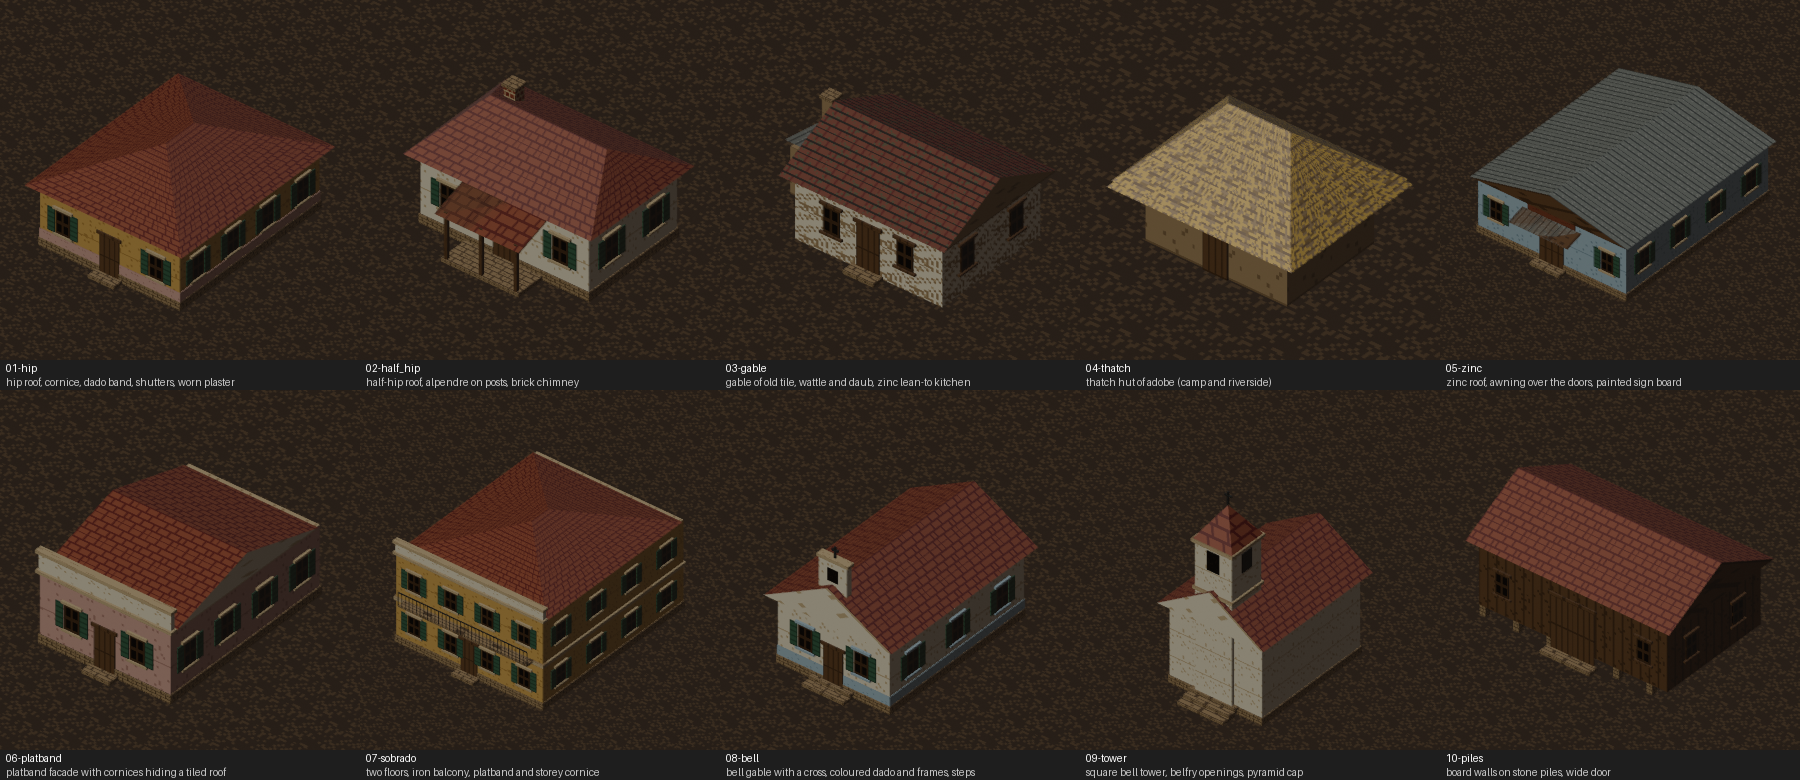 01-hip
hip roof, cornice, dado band, shutters, worn plaster
02-half_hip
half-hip roof, alpendre on posts, brick chimney
03-gable
gable of old tile, wattle and daub, zinc lean-to kitchen
04-thatch
thatch hut of adobe (camp and riverside)
05-zinc
zinc roof, awning over the doors, painted sign board
06-platband
platband facade with cornices hiding a tiled roof
07-sobrado
two floors, iron balcony, platband and storey cornice
08-bell
bell gable with a cross, coloured dado and frames, steps
09-tower
square bell tower, belfry openings, pyramid cap
10-piles
board walls on stone piles, wide door